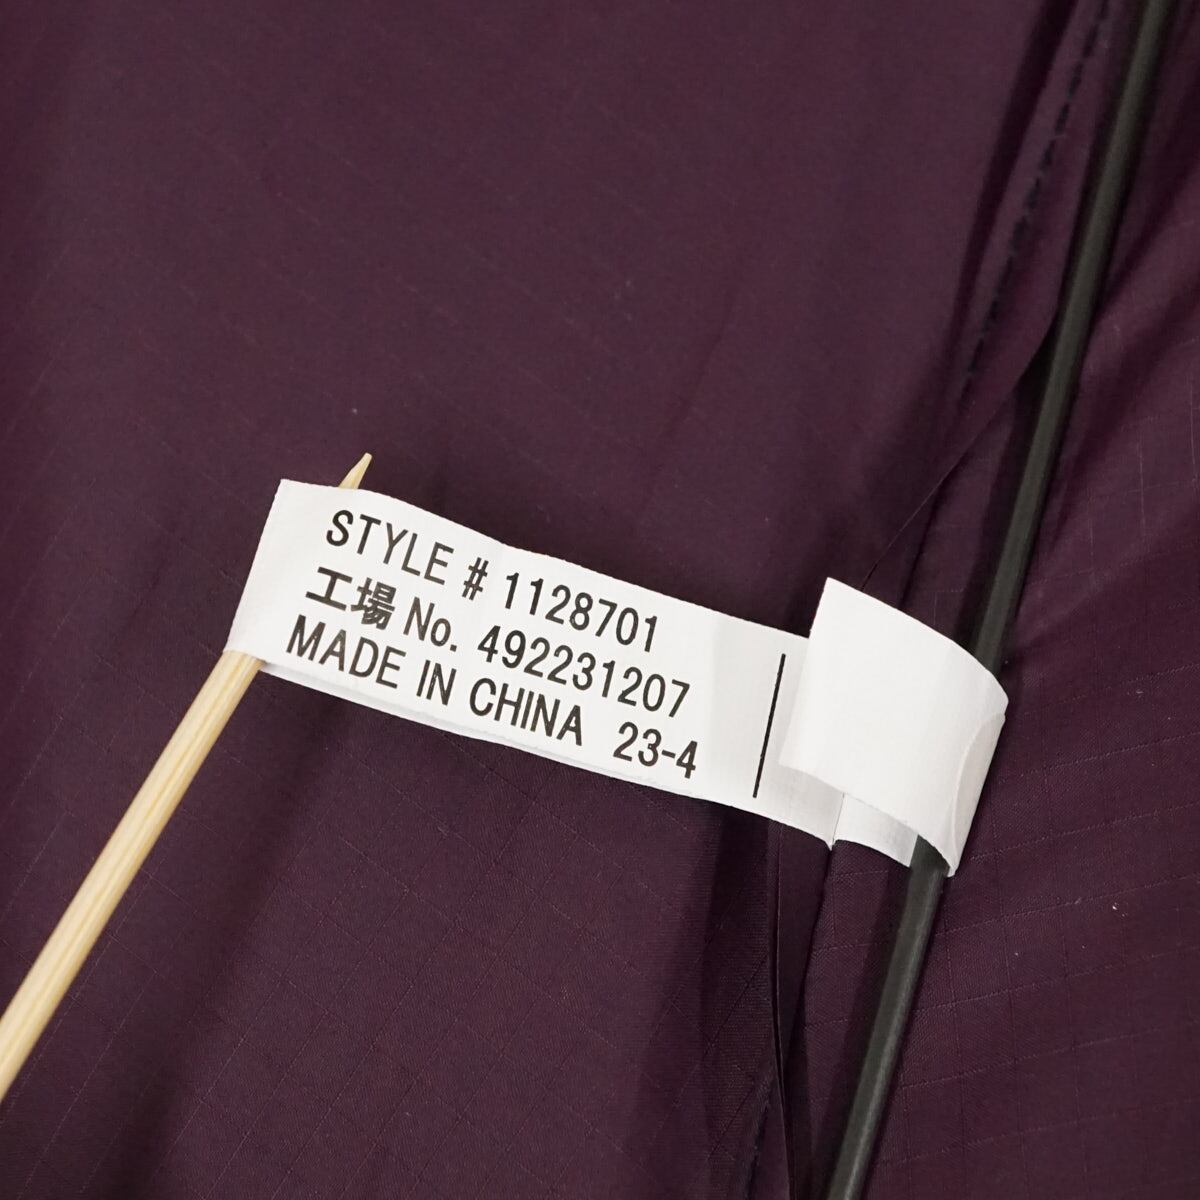 STYLE # 1128701
工場 No. 492231207
MADE IN CHINA 23-4